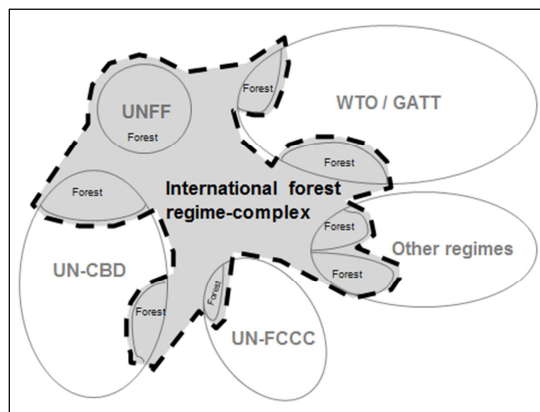 Forest
UNFF
Forest
WTO / GATT
Forest
Forest
International forest
regime-complex
Forest
Other regimes
Forest
UN-CBD
Forest
Forest
UN-FCCC